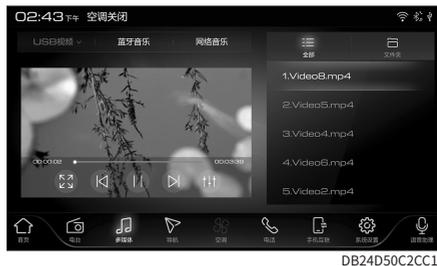 02:43下午 空调关闭
USB视频 蓝牙音乐 网络音乐
全部 文件夹
1.Video8.mp4
2.Video5.mp4
3.Video4.mp4
4.Video6.mp4
5.Video2.mp4
00:00:02 00:03:39
首页 电台 多媒体 导航 空调 电话 手机互联 系统设置 语音助理
DB24D50C2CC1